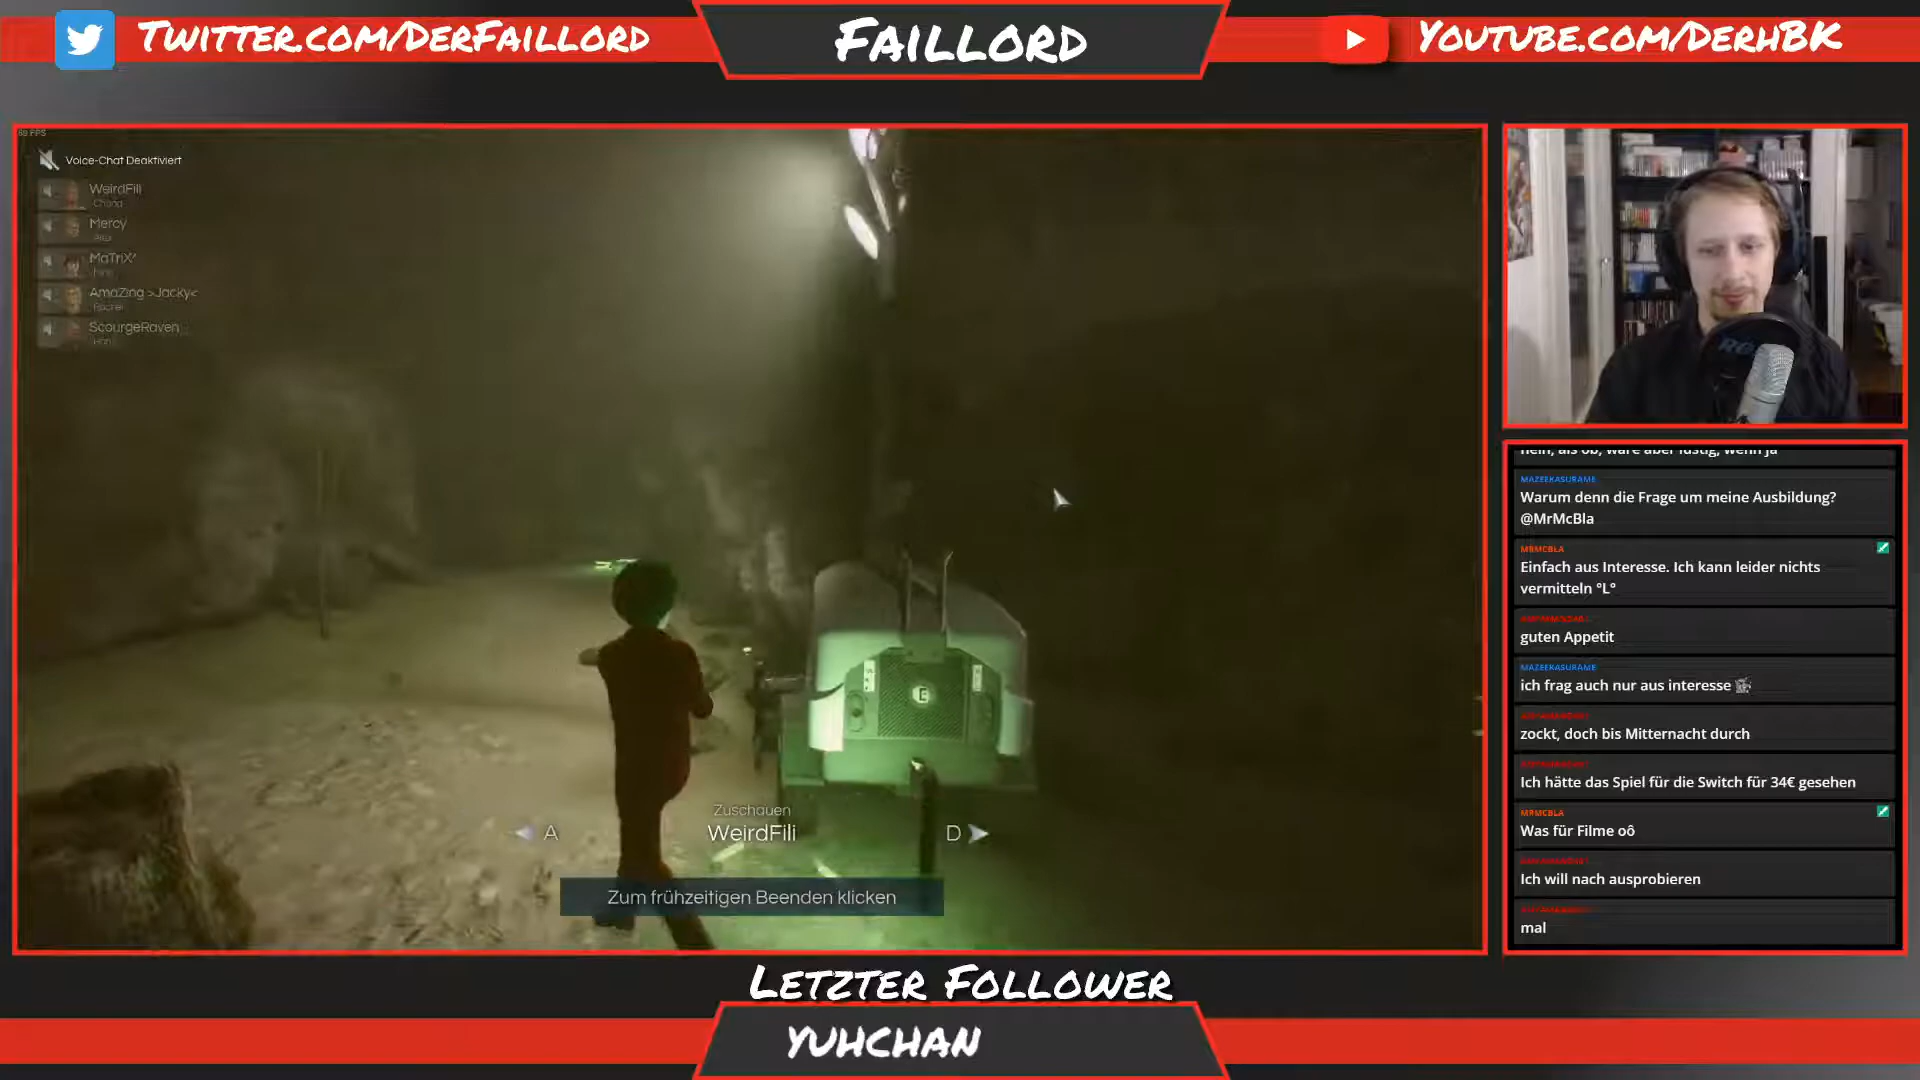 Twitter.com/DerFaillord
Faillord
Youtube.com/DerhBK
FPS
Voice-Chat Deaktiviert
WeirdFili
Chang
Mercy
MaTriX^
AmaZing >Jacky<
Rachel
ScourgeRaven
Zuschauen
A
WeirdFili
D
Zum frühzeitigen Beenden klicken
nein, als ob, wäre aber lustig, wenn ja
MAZEEKASURAME
Warum denn die Frage um meine Ausbildung?
@MrMcBla
MRMCBLA
Einfach aus Interesse. Ich kann leider nichts
vermitteln °L°
guten Appetit
MAZEEKASURAME
ich frag auch nur aus interesse
zockt, doch bis Mitternacht durch
Ich hätte das Spiel für die Switch für 34€ gesehen
MRMCBLA
Was für Filme oô
Ich will nach ausprobieren
mal
Letzter Follower
yuhchan